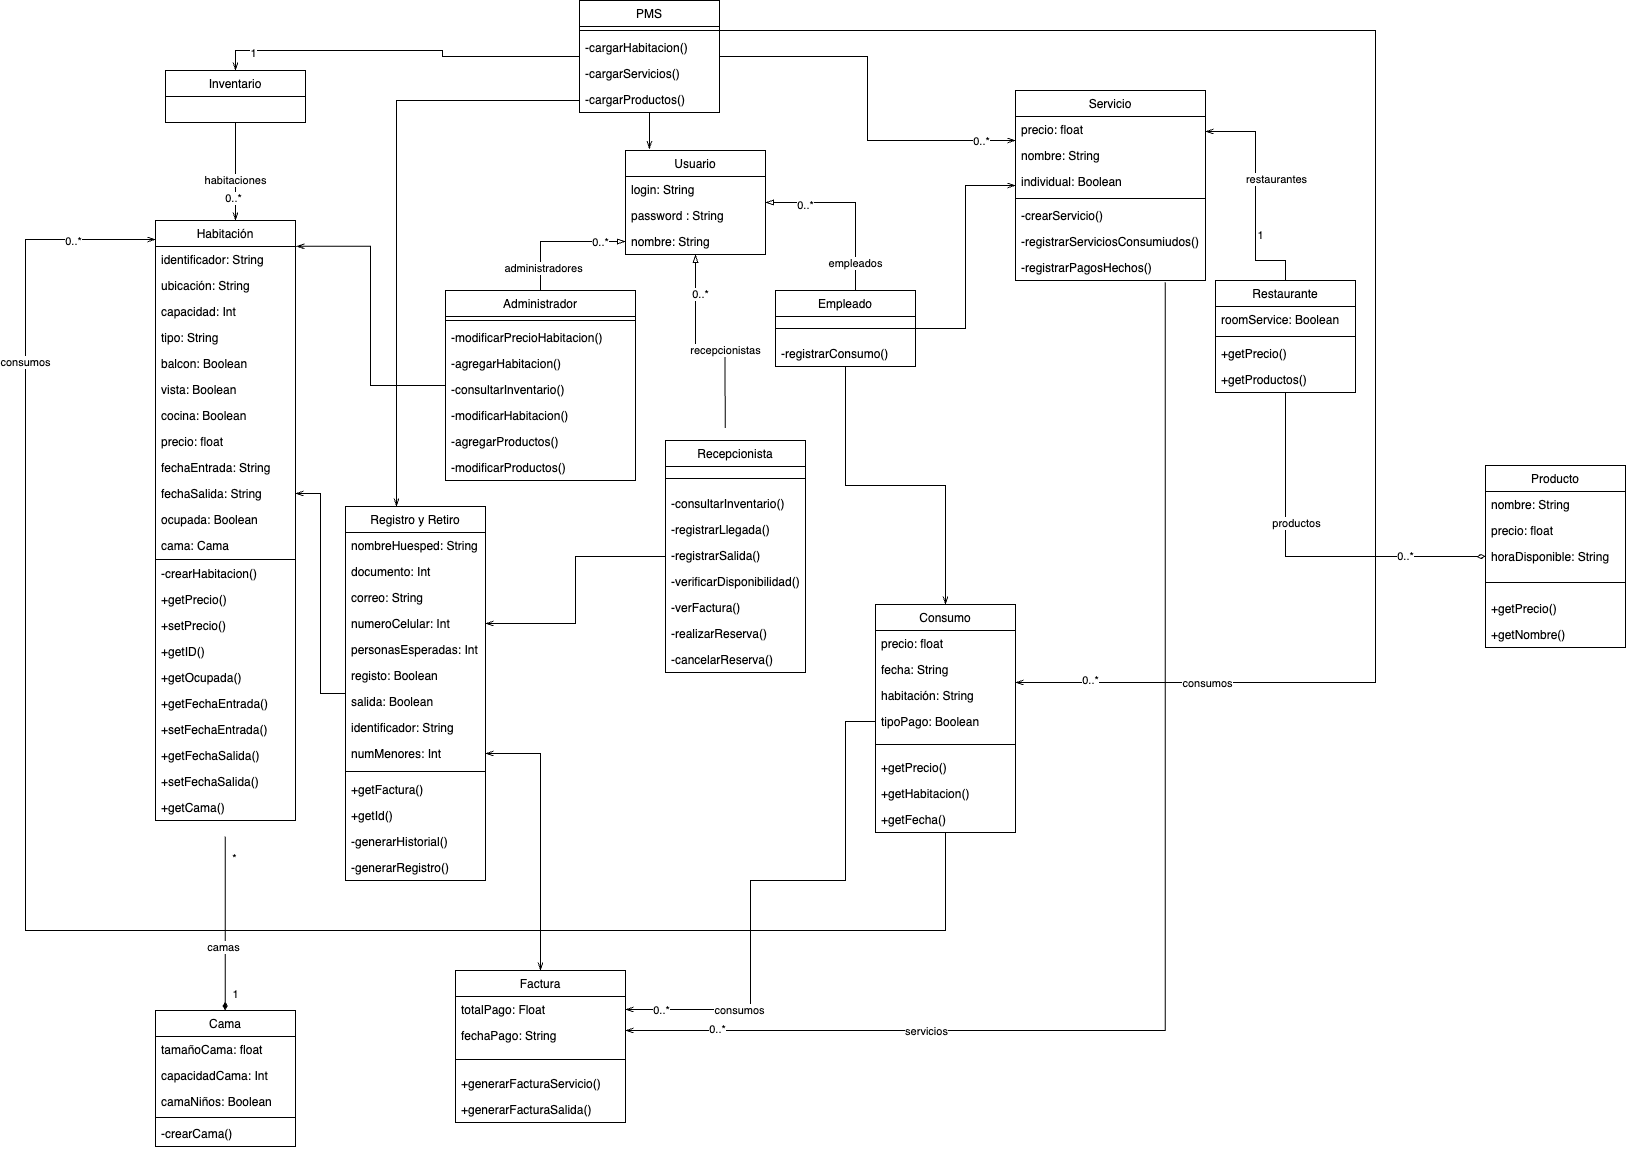 PMS
-cargarHabitacion()
-cargarServicios()
-cargarProductos()
1
Inventario
habitaciones
0..*
Servicio
precio: float
nombre: String
individual: Boolean
-crearServicio()
-registrarServiciosConsumiudos()
-registrarPagosHechos()
0..*
restaurantes
1
Usuario
login: String
password : String
nombre: String
0..*
administradores
0..*
empleados
0..*
recepcionistas
Restaurante
roomService: Boolean
+getPrecio()
+getProductos()
Habitación
identificador: String
ubicación: String
capacidad: Int
tipo: String
balcon: Boolean
vista: Boolean
cocina: Boolean
precio: float
fechaEntrada: String
fechaSalida: String
ocupada: Boolean
cama: Cama
-crearHabitacion()
+getPrecio()
+setPrecio()
+getID()
+getOcupada()
+getFechaEntrada()
+setFechaEntrada()
+getFechaSalida()
+setFechaSalida()
+getCama()
0..*
consumos
Administrador
-modificarPrecioHabitacion()
-agregarHabitacion()
-consultarInventario()
-modificarHabitacion()
-agregarProductos()
-modificarProductos()
Empleado
-registrarConsumo()
Recepcionista
-consultarInventario()
-registrarLlegada()
-registrarSalida()
-verificarDisponibilidad()
-verFactura()
-realizarReserva()
-cancelarReserva()
Registro y Retiro
nombreHuesped: String
documento: Int
correo: String
numeroCelular: Int
personasEsperadas: Int
registo: Boolean
salida: Boolean
identificador: String
numMenores: Int
+getFactura()
+getId()
-generarHistorial()
-generarRegistro()
productos
0..*
Producto
nombre: String
precio: float
horaDisponible: String
+getPrecio()
+getNombre()
Consumo
precio: float
fecha: String
habitación: String
tipoPago: Boolean
+getPrecio()
+getHabitacion()
+getFecha()
0..*
consumos
*
camas
1
Cama
tamañoCama: float
capacidadCama: Int
camaNiños: Boolean
-crearCama()
Factura
totalPago: Float
fechaPago: String
+generarFacturaServicio()
+generarFacturaSalida()
0..*
consumos
0..*
servicios